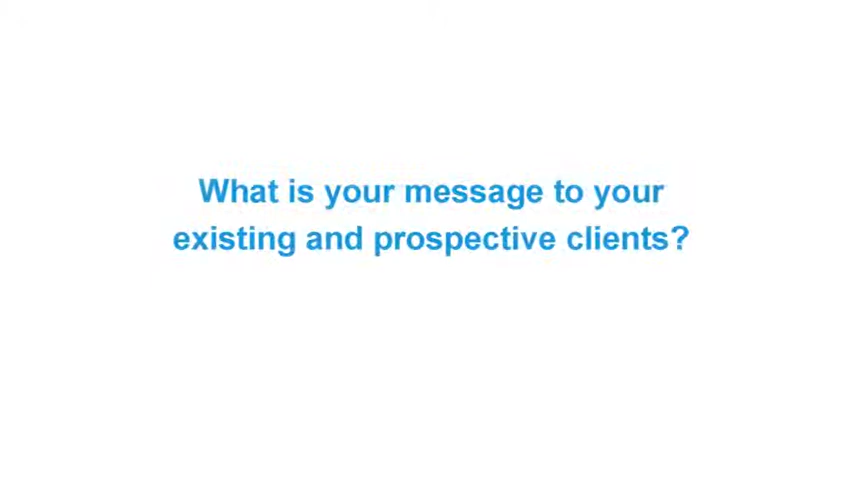 What is your message to your
existing and prospective clients?